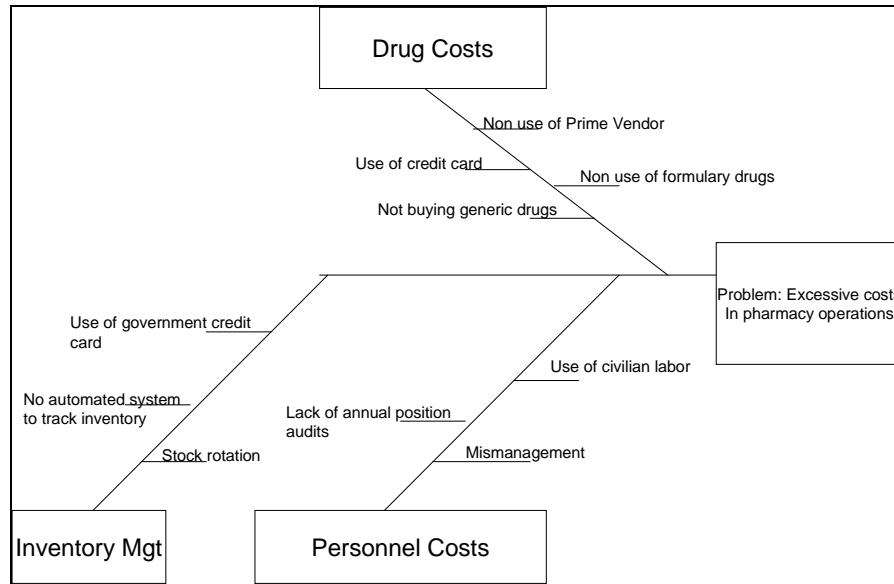 Drug Costs
Non use of Prime Vendor
Use of credit card
Non use of formulary drugs
Not buying generic drugs
Problem: Excessive costs
In pharmacy operations
Use of government credit
card
Use of civilian labor
No automated system
to track inventory
Lack of annual position
audits
Stock rotation
Mismanagement
Inventory Mgt
Personnel Costs